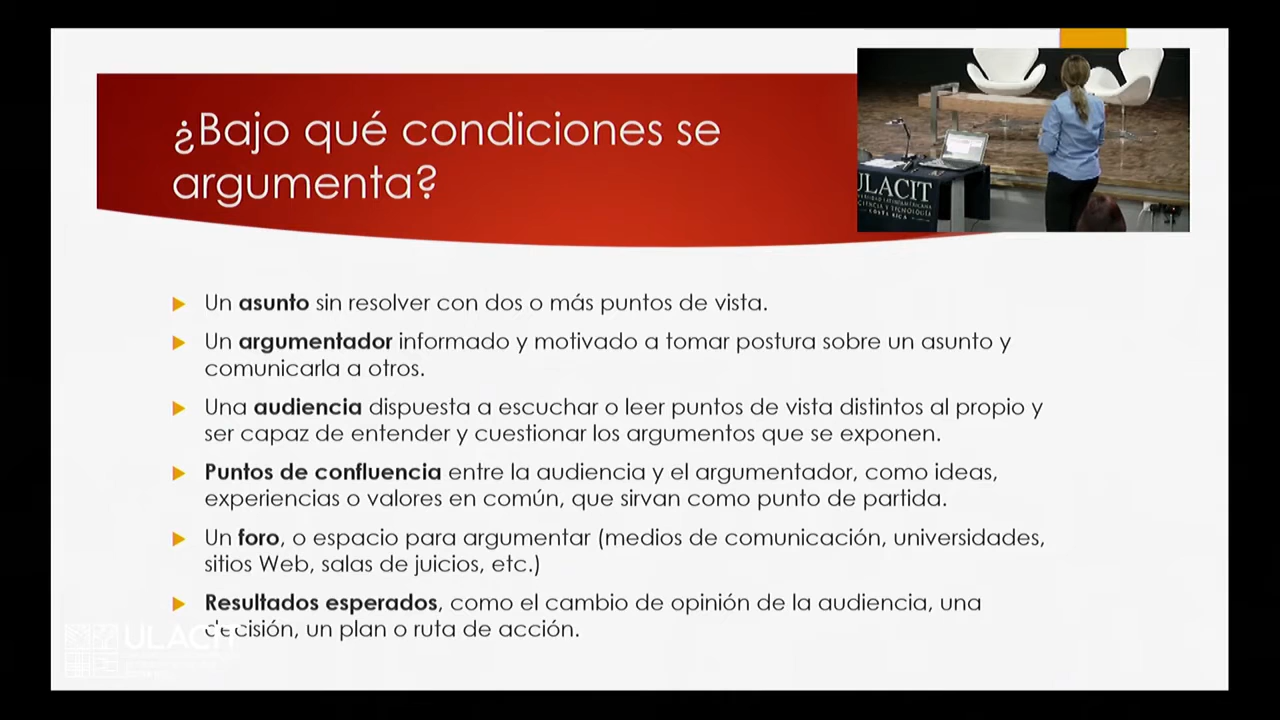 ¿Bajo qué condiciones se
argumenta?
ULACIT
COSTA RICA
Un asunto sin resolver con dos o más puntos de vista.
Un argumentador informado y motivado a tomar postura sobre un asunto y
comunicarla a otros.
Una audiencia dispuesta a escuchar o leer puntos de vista distintos al propio y
ser capaz de entender y cuestionar los argumentos que se exponen.
Puntos de confluencia entre la audiencia y el argumentador, como ideas,
experiencias o valores en común, que sirvan como punto de partida.
Un foro, o espacio para argumentar (medios de comunicación, universidades,
sitios Web, salas de juicios, etc.)
Resultados esperados, como el cambio de opinión de la audiencia, una
decisión, un plan o ruta de acción.
ULACIT